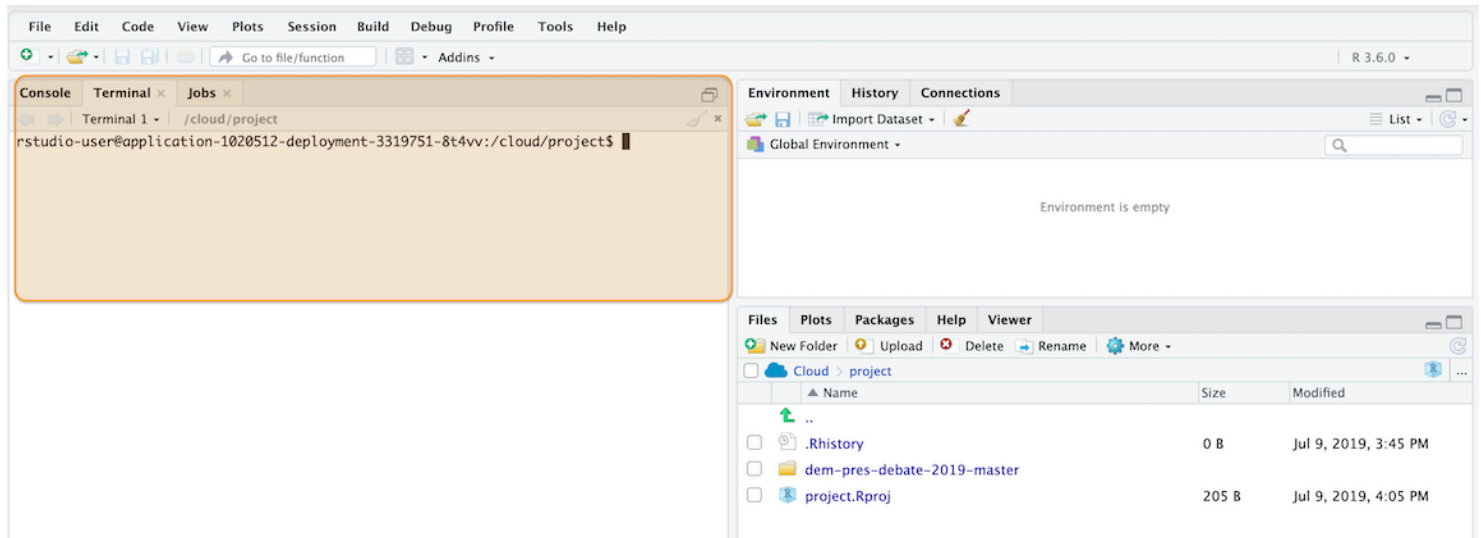 File Edit Code View Plots Session Build Debug Profile Tools Help
Go to file/function Addins R 3.6.0
Console Terminal Jobs
Terminal 1 /cloud/project
rstudio-user@application-1020512-deployment-3319751-8t4vv:/cloud/project$
Environment History Connections
Import Dataset List
Global Environment
Environment is empty
Files Plots Packages Help Viewer
New Folder Upload Delete Rename More
Cloud > project ...
Name Size Modified
..
.Rhistory 0 B Jul 9, 2019, 3:45 PM
dem-pres-debate-2019-master
project.Rproj 205 B Jul 9, 2019, 4:05 PM